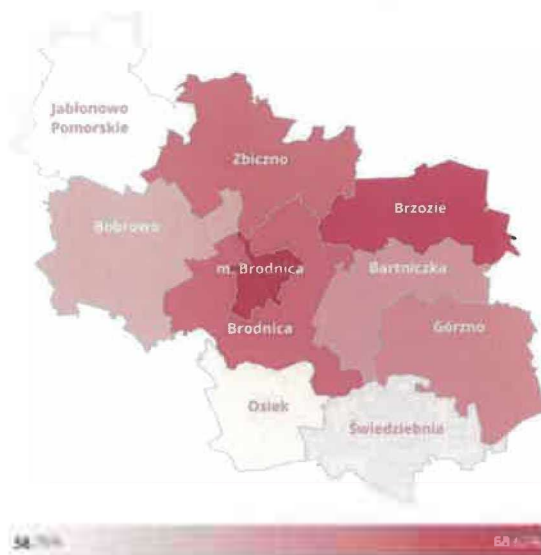 Jabłonowo
Pomorskie
Zbiczno
Brzozie
Bobrowo
m. Brodnica
Bartniczka
Brodnica
Górzno
Osiek
Świedziebnia